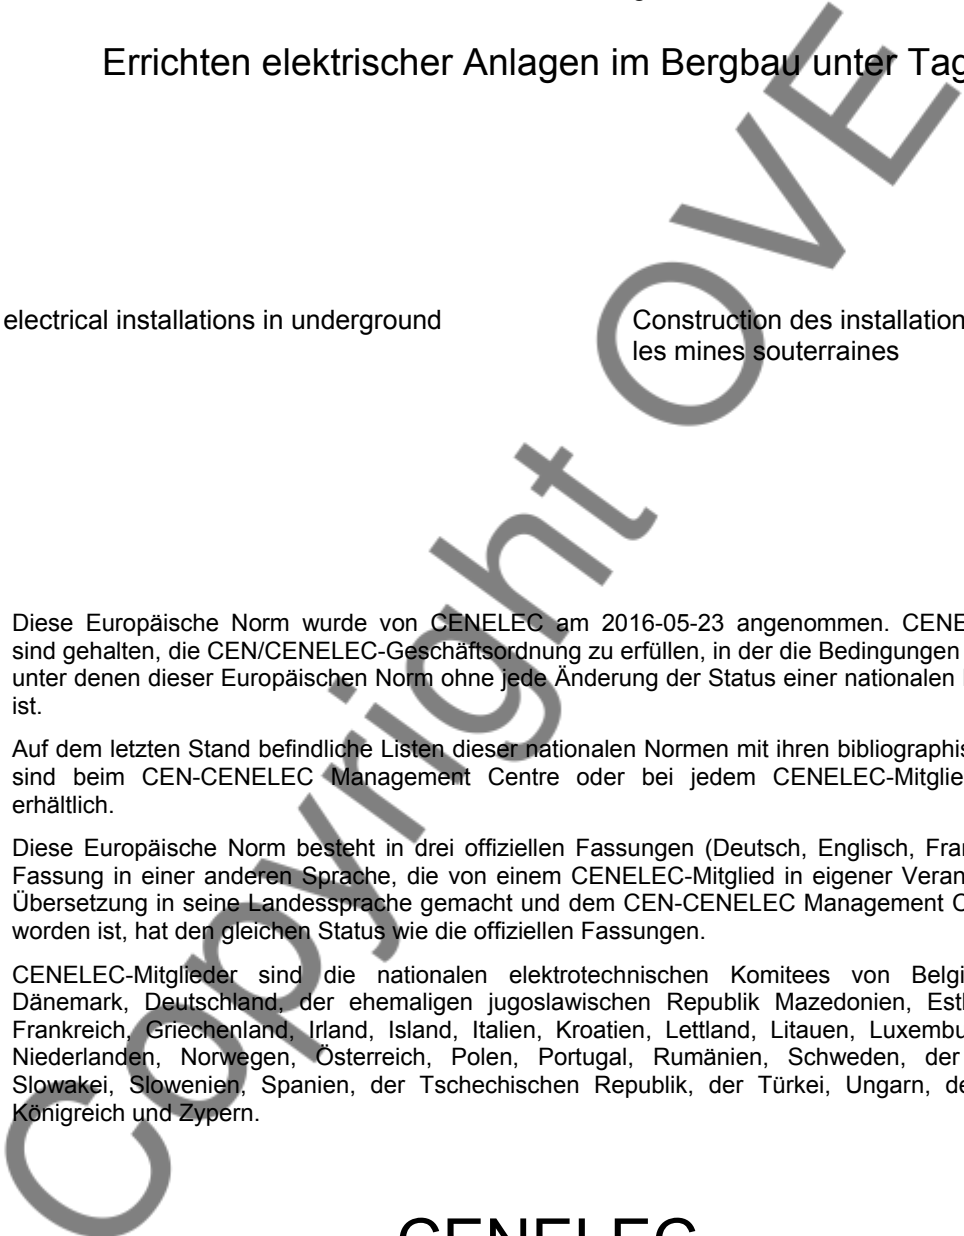 Errichten elektrischer Anlagen im Bergbau unter Tag
electrical installations in underground
Construction des installation
les mines souterraines
Diese Europäische Norm wurde von CENELEC am 2016-05-23 angenommen. CENE
sind gehalten, die CEN/CENELEC-Geschäftsordnung zu erfüllen, in der die Bedingungen
unter denen dieser Europäischen Norm ohne jede Änderung der Status einer nationalen
ist.
Auf dem letzten Stand befindliche Listen dieser nationalen Normen mit ihren bibliographis
sind beim CEN-CENELEC Management Centre oder bei jedem CENELEC-Mitglie
erhältlich.
Diese Europäische Norm besteht in drei offiziellen Fassungen (Deutsch, Englisch, Fran
Fassung in einer anderen Sprache, die von einem CENELEC-Mitglied in eigener Veran
Übersetzung in seine Landessprache gemacht und dem CEN-CENELEC Management C
worden ist, hat den gleichen Status wie die offiziellen Fassungen.
CENELEC-Mitglieder sind die nationalen elektrotechnischen Komitees von Belgi
Dänemark, Deutschland, der ehemaligen jugoslawischen Republik Mazedonien, Est
Frankreich, Griechenland, Irland, Island, Italien, Kroatien, Lettland, Litauen, Luxembu
Niederlanden, Norwegen, Österreich, Polen, Portugal, Rumänien, Schweden, der
Slowakei, Slowenien, Spanien, der Tschechischen Republik, der Türkei, Ungarn, de
Königreich und Zypern.
CENELEC
Copyright OVE